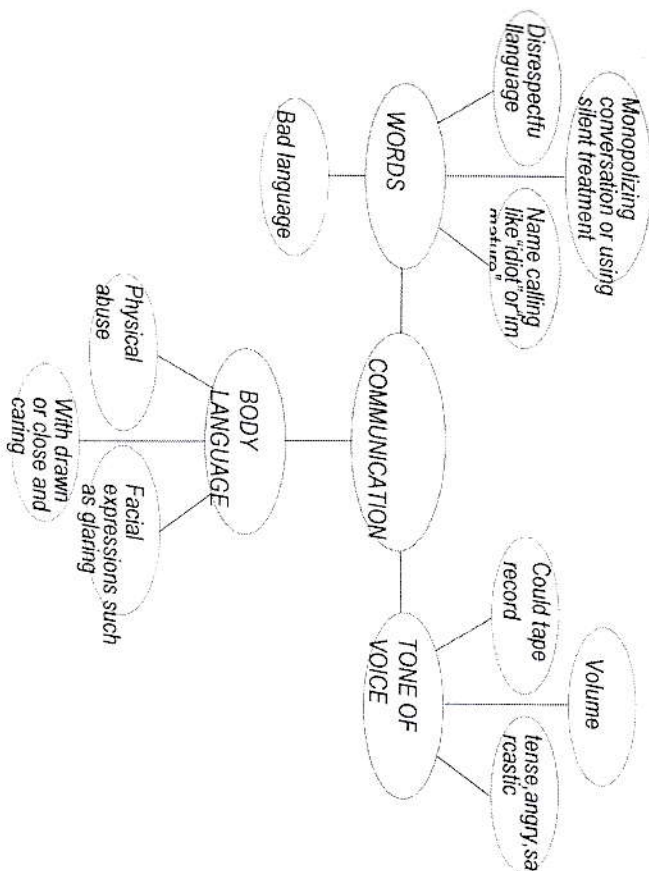 Monopolizing
conversation or using
silent treatment
Disrespectfu
llanguage
Name calling
like"idiot"or"im
mature"
WORDS
Bad language
COMMUNICATION
Volume
Could tape
record
tense,angry,sa
rcastic
TONE OF
VOICE
BODY
LANGUAGE
Physical
abuse
Facial
expressions such
as glaring
With drawn
or close and
caring